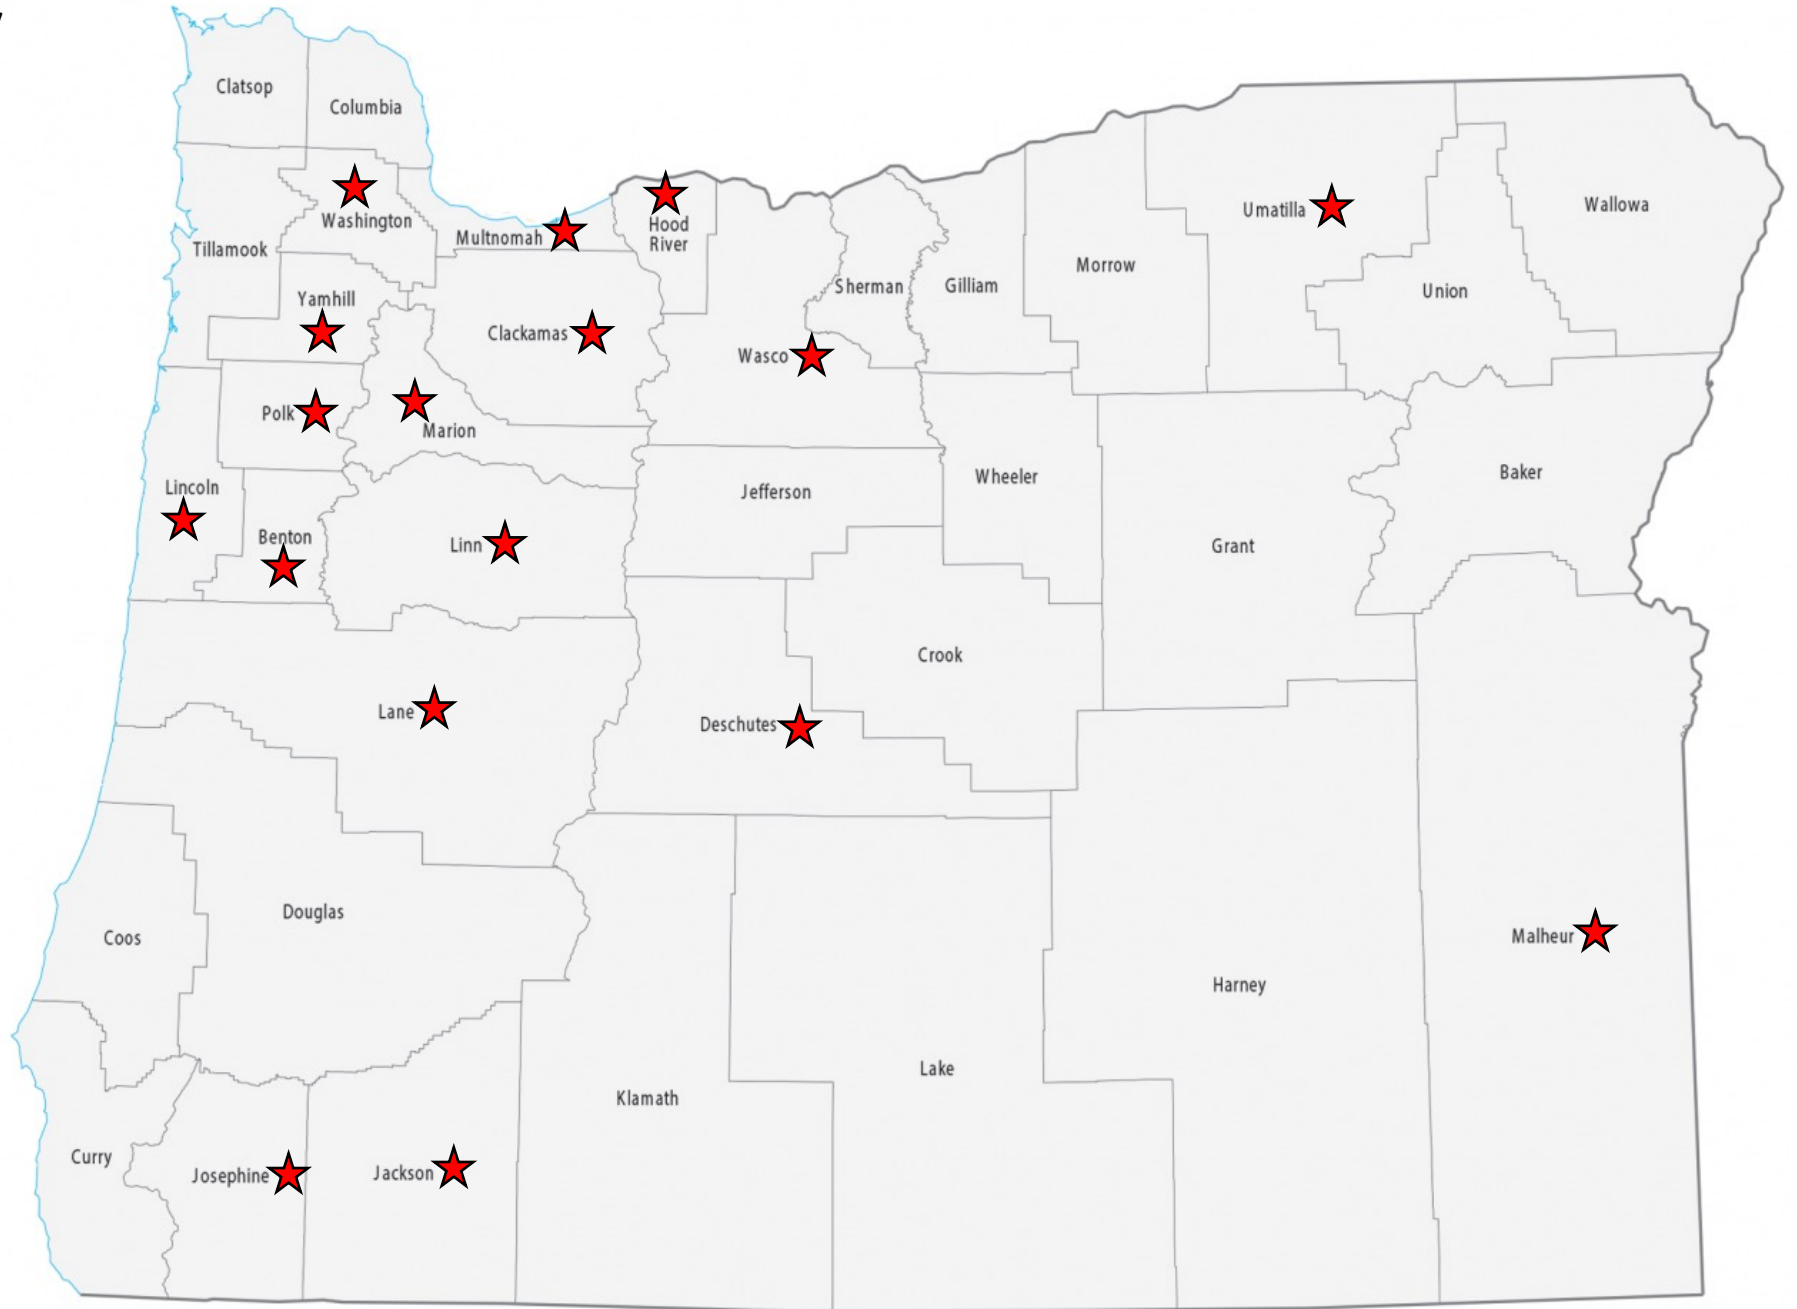 Clatsop
Columbia
Washington
Tillamook
Multnomah
Hood
River
Umatilla
Wallowa
Yamhill
Clackamas
Sherman
Gilliam
Morrow
Union
Wasco
Polk
Marion
Lincoln
Benton
Linn
Jefferson
Wheeler
Grant
Baker
Lane
Deschutes
Crook
Coos
Douglas
Malheur
Harney
Lake
Klamath
Curry
Josephine
Jackson